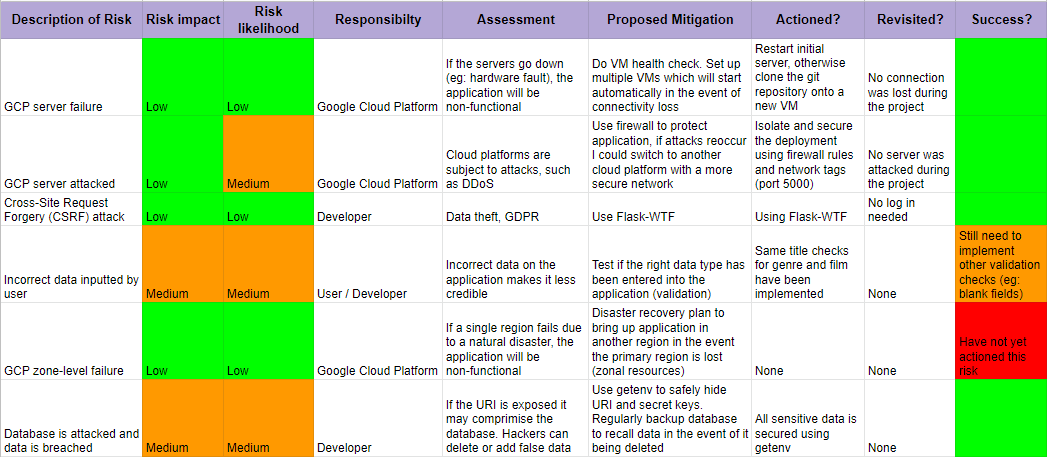 Description of Risk
Risk impact
Risk
likelihood
Responsibilty
Assessment
Proposed Mitigation
Actioned?
Revisited?
Success?
GCP server failure
Low
Low
Google Cloud Platform
If the servers go down
(eg: hardware fault), the
application will be
non-functional
Do VM health check. Set up
multiple VMs which will start
automatically in the event of
connectivity loss
Restart initial
server, otherwise
clone the git
repository onto a
new VM
No connection
was lost during
the project
GCP server attacked
Low
Medium
Google Cloud Platform
Cloud platforms are
subject to attacks, such
as DDoS
Use firewall to protect
application, if attacks reoccur
I could switch to another
cloud platform with a more
secure network
Isolate and secure
the deployment
using firewall rules
and network tags
(port 5000)
No server was
attacked during
the project
Cross-Site Request
Forgery (CSRF) attack
Low
Low
Developer
Data theft, GDPR
Use Flask-WTF
Using Flask-WTF
No log in
needed
Incorrect data inputted by
user
Medium
Medium
User / Developer
Incorrect data on the
application makes it less
credible
Test if the right data type has
been entered into the
application (validation)
Same title checks
for genre and film
have been
implemented
None
Still need to
implement
other validation
checks (eg:
blank fields)
GCP zone-level failure
Low
Low
Google Cloud Platform
If a single region fails due
to a natural disaster, the
application will be
non-functional
Disaster recovery plan to
bring up application in
another region in the event
the primary region is lost
(zonal resources)
None
None
Have not yet
actioned this
risk
Database is attacked and
data is breached
Medium
Medium
Developer
If the URI is exposed it
may comprimise the
database. Hackers can
delete or add false data
Use getenv to safely hide
URI and secret keys.
Regularly backup database
to recall data in the event of it
being deleted
All sensitive data is
secured using
getenv
None